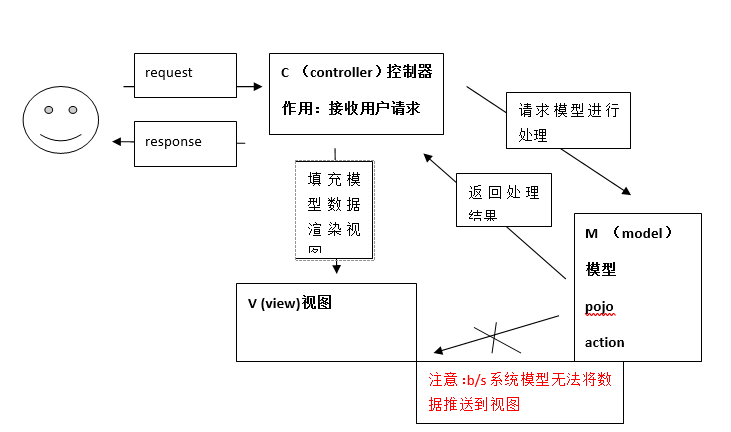 request
response
C （controller）控制器
作用：接收用户请求
请求模型进行
处理
填充模
型数据
渲染视
图
返回处理
结果
M （model）
模型
pojo
action
V (view)视图
注意:b/s系统模型无法将数
据推送到视图